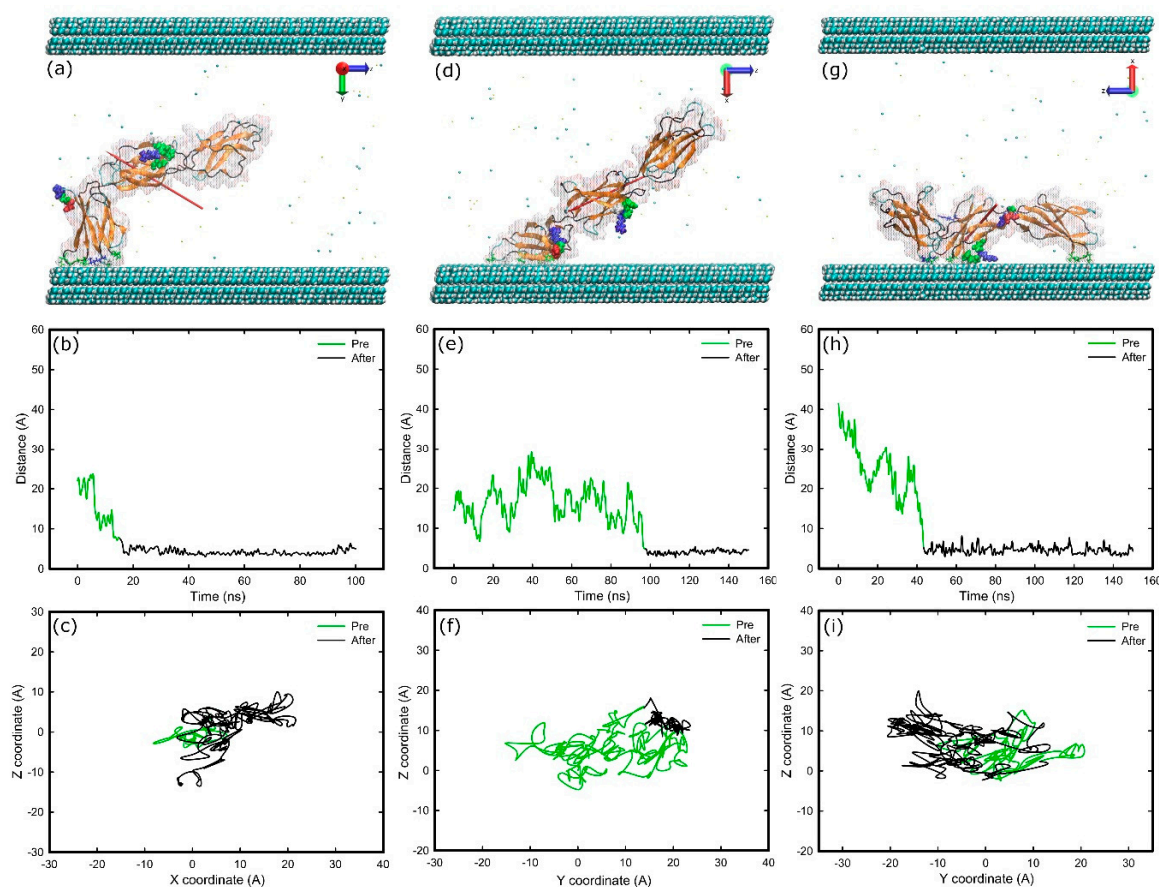 (a)
z
y
(d)
z
x
(g)
x
z
60
50
40
30
20
10
0
Distance (A)
(b)
Pre
After
0
20
40
60
80
100
Time (ns)
60
50
40
30
20
10
0
Distance (A)
(e)
Pre
After
0
20
40
60
80
100
120
140
160
Time (ns)
60
50
40
30
20
10
0
Distance (A)
(h)
Pre
After
0
20
40
60
80
100
120
140
160
Time (ns)
30
20
10
0
-10
-20
-30
Z coordinate (A)
(c)
Pre
After
-30
-20
-10
0
10
20
30
40
X coordinate (A)
40
30
20
10
0
-10
-20
Z coordinate (A)
(f)
Pre
After
-30
-20
-10
0
10
20
30
40
Y coordinate (A)
40
30
20
10
0
-10
-20
Z coordinate (A)
(i)
Pre
After
-30
-20
-10
0
10
20
30
Y coordinate (A)